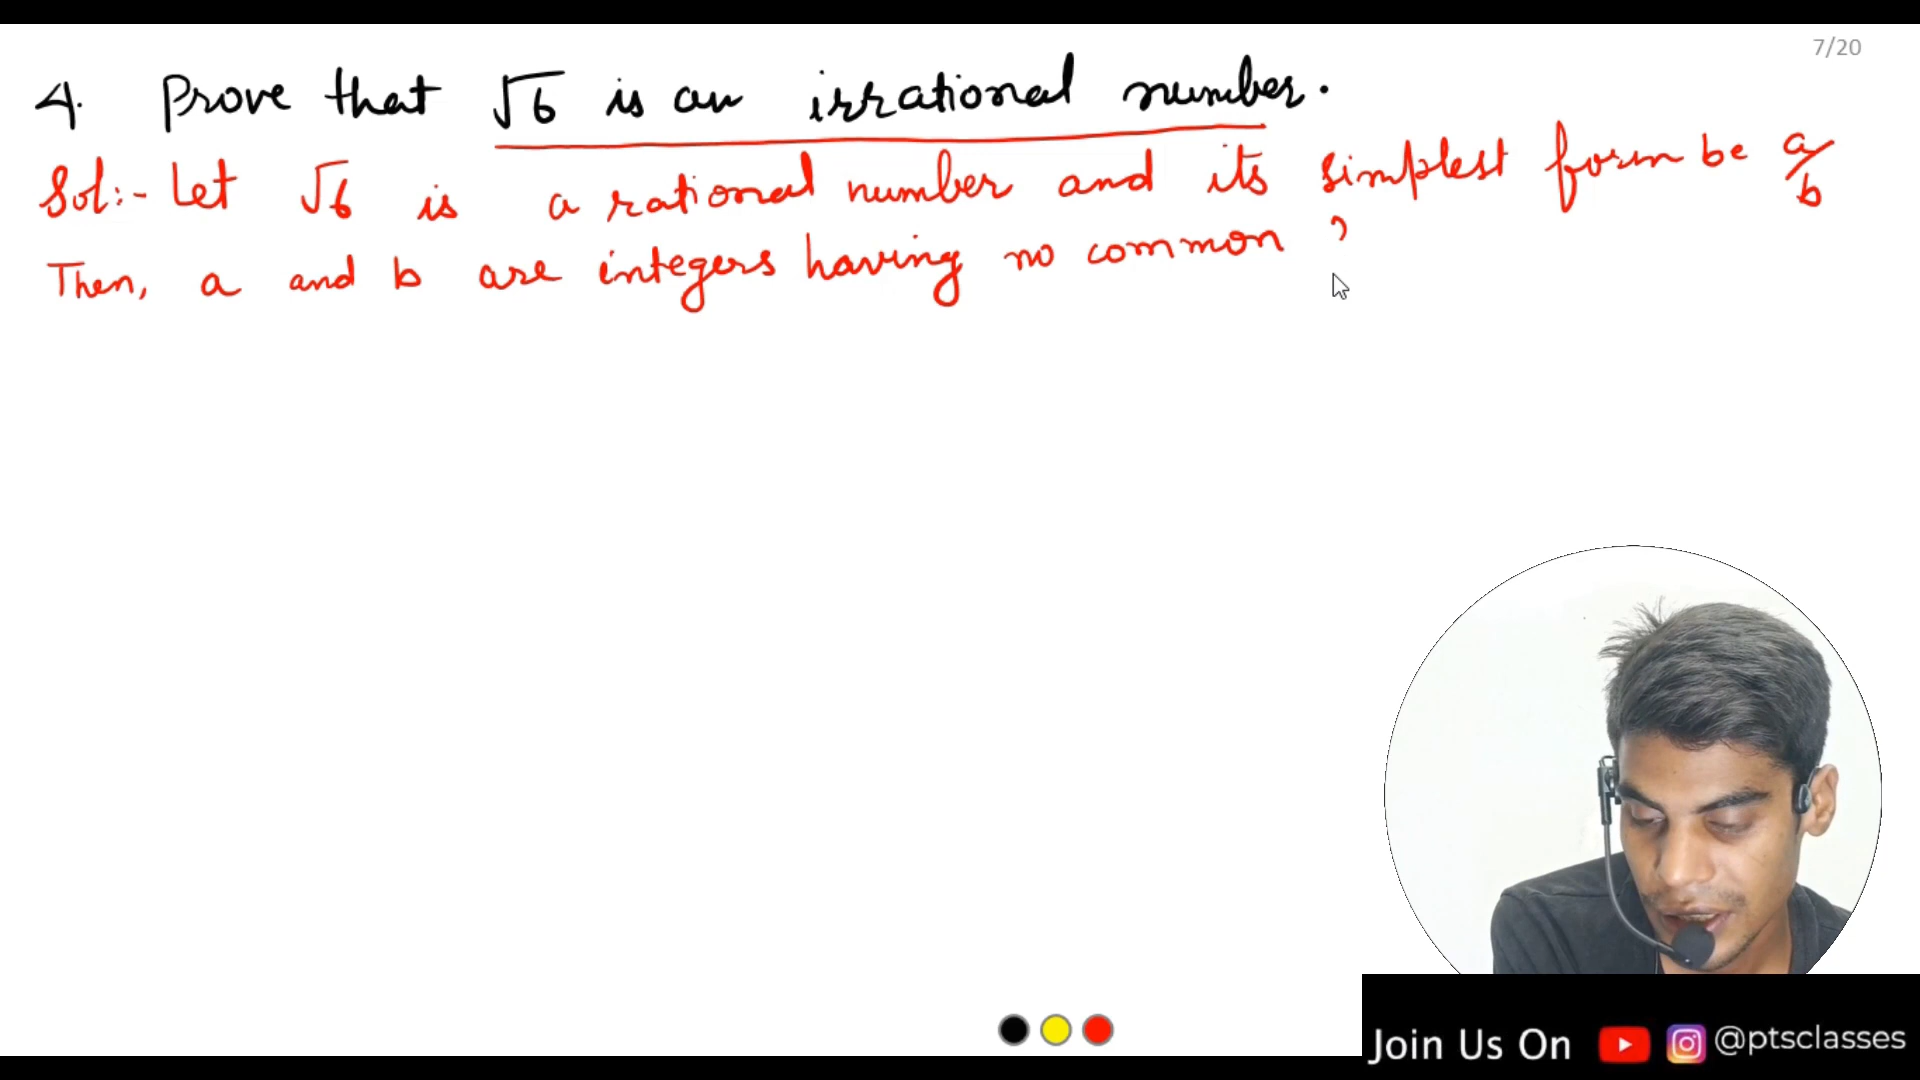 7/20
4. Prove that √6 is an irrational number.
Sol:- Let √6 is a rational number and its simplest form be a/b
Then, a and b are integers having no common
Join Us On @ptsclasses